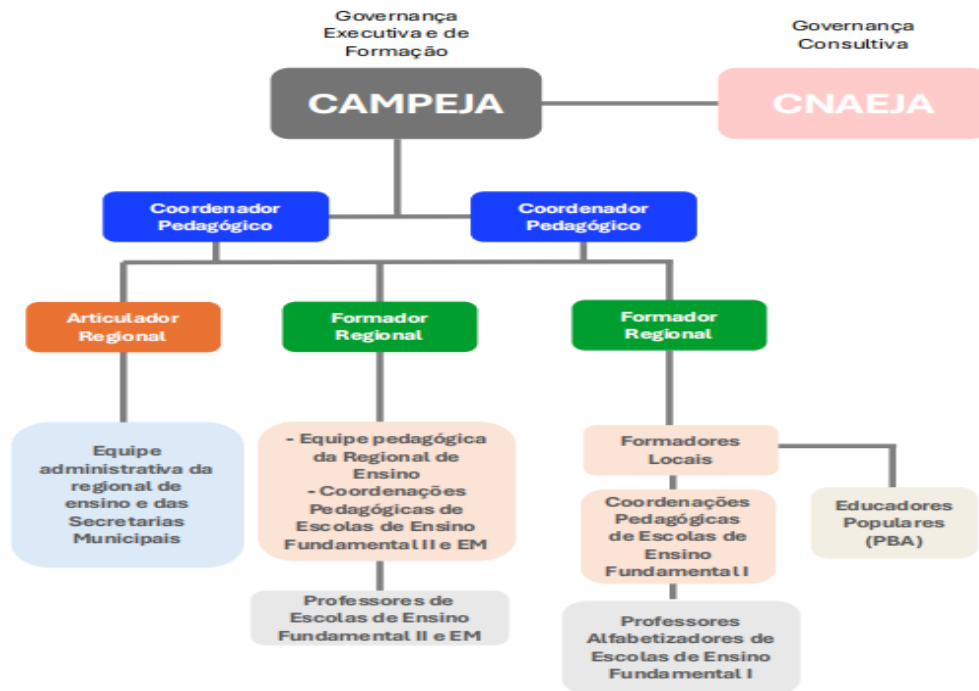 Governança
Executiva e de
Formação
Governança
Consultiva
CAMPEJA
CNAEJA
Coordenador
Pedagógico
Coordenador
Pedagógico
Articulador
Regional
Formador
Regional
Formador
Regional
Equipe
administrativa da
regional de
ensino e das
Secretarias
Municipais
- Equipe pedagógica
da Regional de
Ensino
- Coordenações
Pedagógicas de
Escolas de Ensino
Fundamental II e EM
Professores de
Escolas de Ensino
Fundamental II e EM
Formadores
Locais
Coordenações
Pedagógicas
de Escolas de
Ensino
Fundamental I
Professores
Alfabetizadores de
Escolas de Ensino
Fundamental I
Educadores
Populares
(PBA)